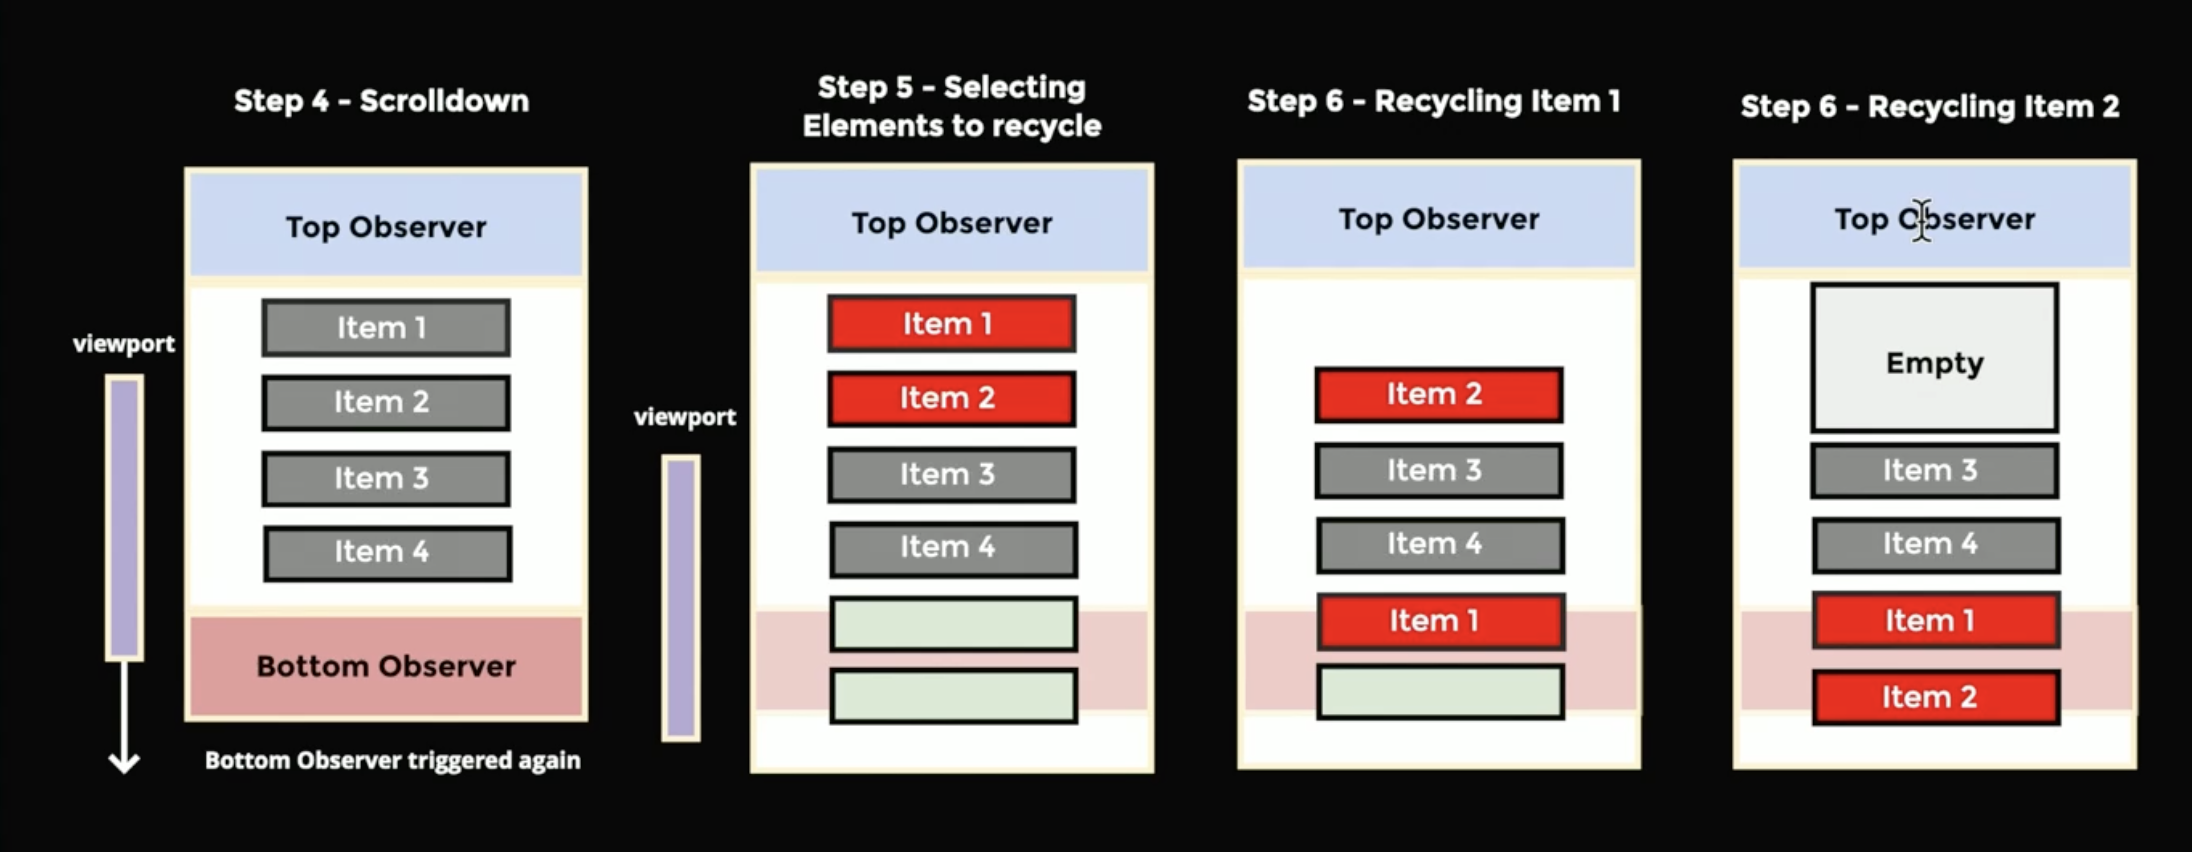 Step 4 - Scrolldown
viewport
Top Observer
Item 1
Item 2
Item 3
Item 4
Bottom Observer
Bottom Observer triggered again
Step 5 - Selecting
Elements to recycle
viewport
Top Observer
Item 1
Item 2
Item 3
Item 4
Step 6 - Recycling Item 1
Top Observer
Item 2
Item 3
Item 4
Item 1
Step 6 - Recycling Item 2
Top Observer
Empty
Item 3
Item 4
Item 1
Item 2